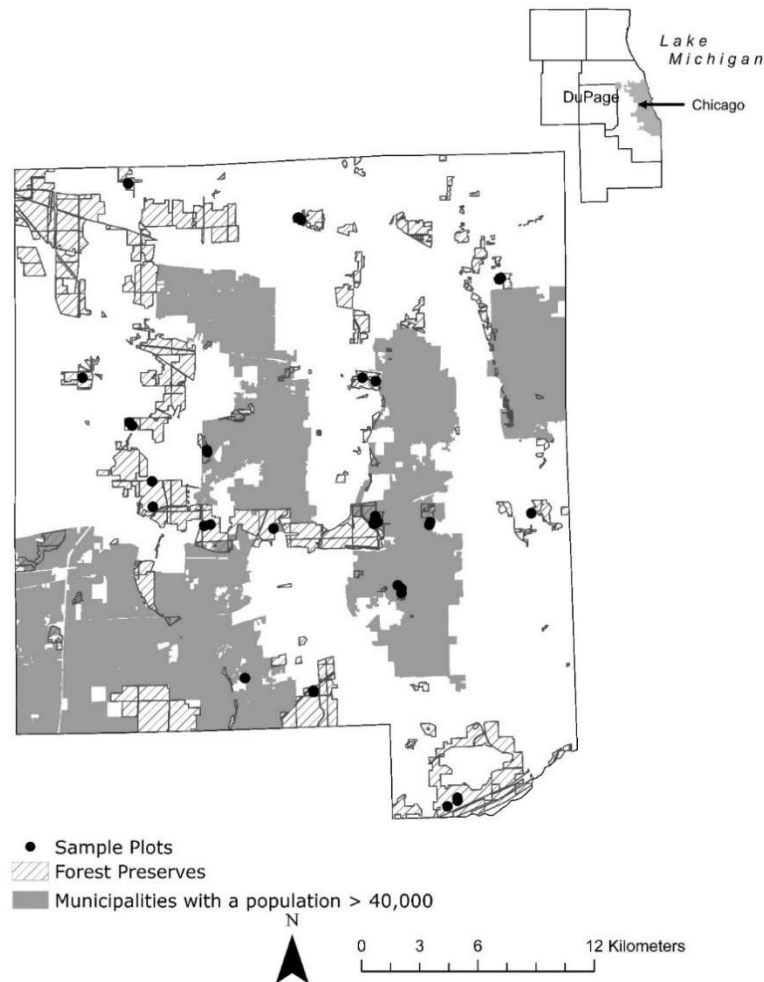 Lake
Michigan
DuPage
Chicago
Sample Plots
Forest Preserves
Municipalities with a population > 40,000
N
0 3 6 12 Kilometers